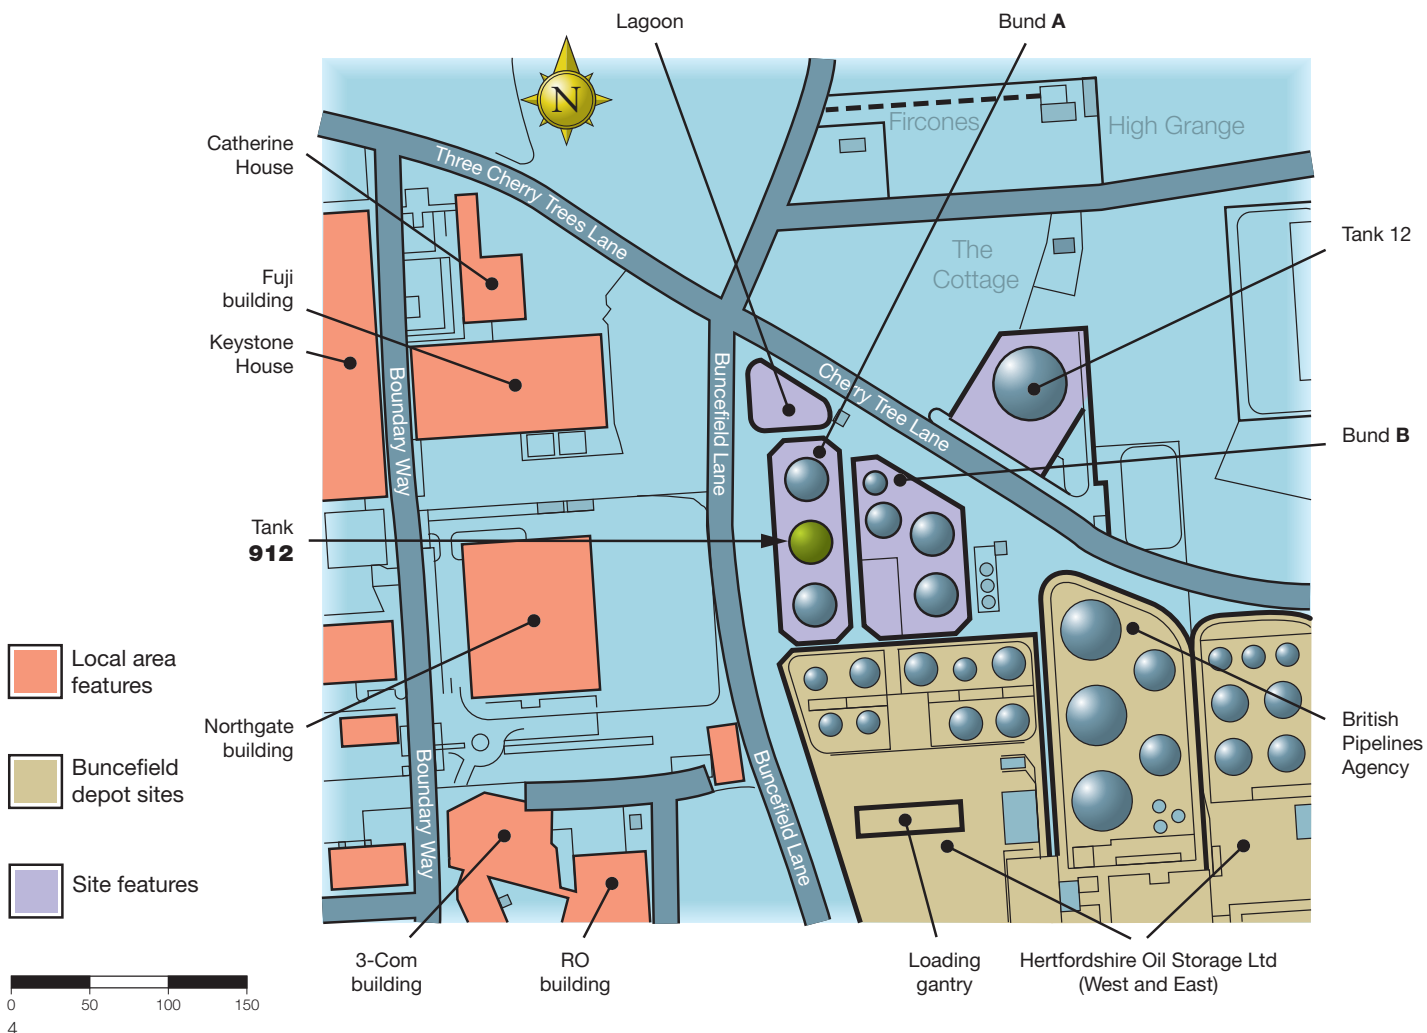 Lagoon
Bund A
N
Fircones
High Grange
Catherine
House
Three Cherry Trees Lane
Tank 12
The
Cottage
Fuji
building
Keystone
House
Boundary Way
Buncefield Lane
Cherry Tree Lane
Bund B
Tank
912
Local area
features
Northgate
building
British
Pipelines
Agency
Buncefield
depot sites
Boundary Way
Buncefield Lane
Site features
3-Com
building
RO
building
Loading
gantry
Hertfordshire Oil Storage Ltd
(West and East)
0 50 100 150
4